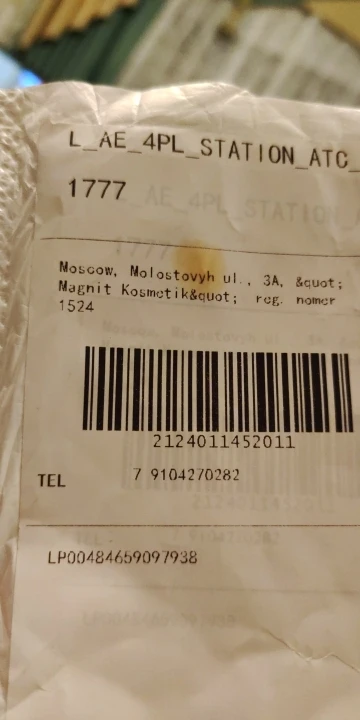 L_AE_4PL_STATION_ATC_
1777
Moscow, Molostovyh ul., 3A, &quot;
Magnit Kosmetik&quot; reg. nomer
1524
2124011452011
TEL 7 9104270282
LP00484659097938